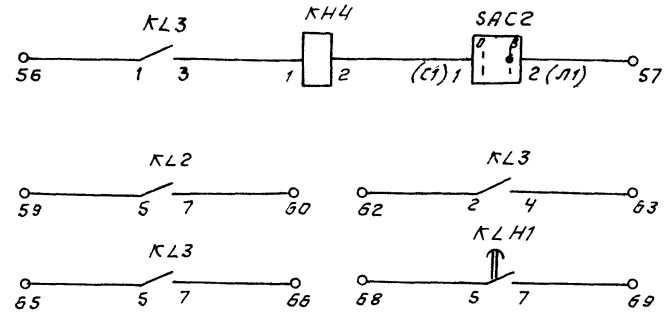 KL3 KH4 SAC2
0 В
56 1 3 1 2 (С1) 1 2 (Л1) 57
KL2 KL3
59 5 7 60 62 2 4 63
KL3 KLH1
65 5 7 66 68 5 7 69